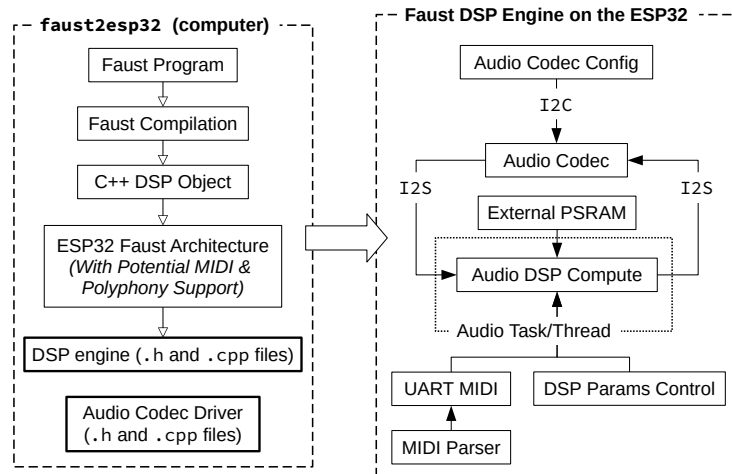 faust2esp32 (computer)
Faust Program
Faust Compilation
C++ DSP Object
ESP32 Faust Architecture
(With Potential MIDI &
Polyphony Support)
DSP engine (.h and .cpp files)
Audio Codec Driver
(.h and .cpp files)
Faust DSP Engine on the ESP32
Audio Codec Config
I2C
Audio Codec
I2S
I2S
External PSRAM
Audio DSP Compute
Audio Task/Thread
UART MIDI
DSP Params Control
MIDI Parser